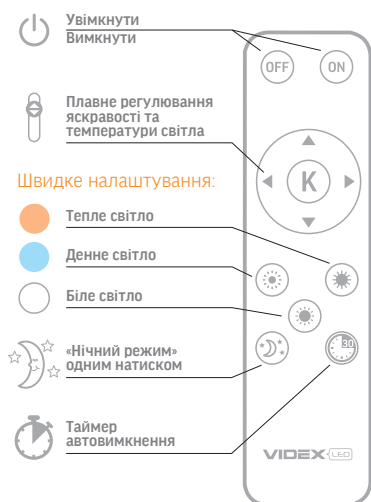 Увімкнути
Вимкнути
OFF
ON
Плавне регулювання
яскравості та
температури світла
K
Швидке налаштування:
Тепле світло
Денне світло
Біле світло
«Нічний режим»
одним натиском
30
Таймер
автовимкнення
VIDEX LED